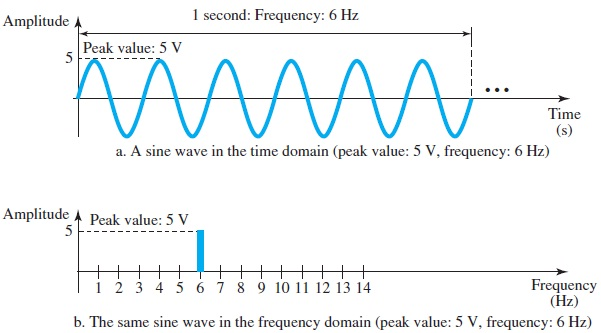 Amplitude
1 second: Frequency: 6 Hz
Peak value: 5 V
5
...
Time
(s)
a. A sine wave in the time domain (peak value: 5 V, frequency: 6 Hz)
Amplitude
Peak value: 5 V
5
1 2 3 4 5 6 7 8 9 10 11 12 13 14
Frequency
(Hz)
b. The same sine wave in the frequency domain (peak value: 5 V, frequency: 6 Hz)